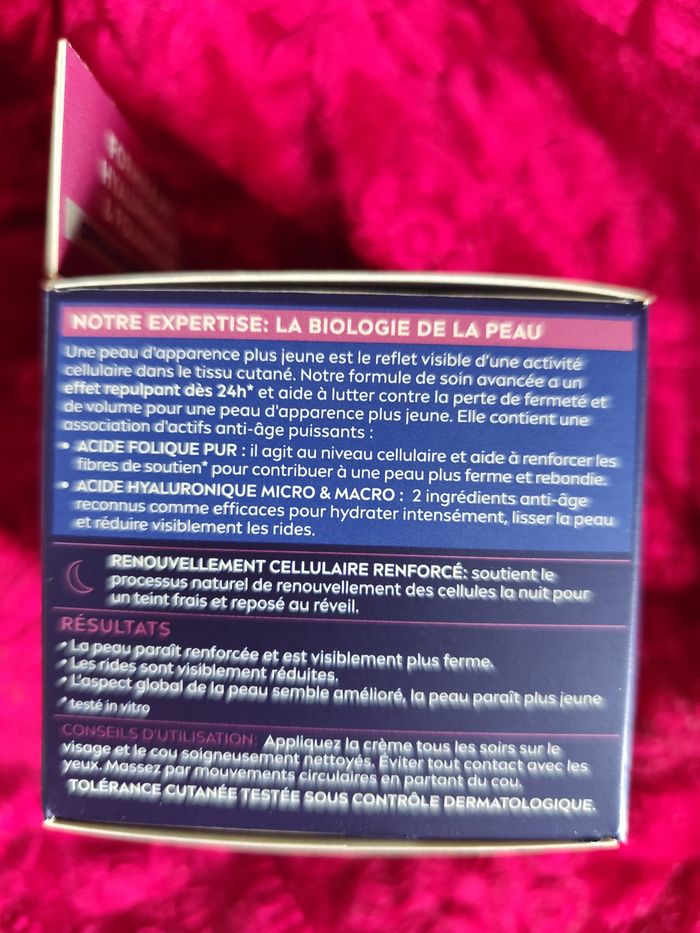 NOTRE EXPERTISE: LA BIOLOGIE DE LA PEAU
Une peau d'apparence plus jeune est le reflet visible d'une activité
cellulaire dans le tissu cutané. Notre formule de soin avancée a un
effet repulpant dès 24h* et aide à lutter contre la perte de fermeté et
de volume pour une peau d'apparence plus jeune. Elle contient une
association d'actifs anti-âge puissants :
• ACIDE FOLIQUE PUR : il agit au niveau cellulaire et aide à renforcer les
fibres de soutien* pour contribuer à une peau plus ferme et rebondie.
• ACIDE HYALURONIQUE MICRO & MACRO : 2 ingrédients anti-âge
reconnus comme efficaces pour hydrater intensément, lisser la peau
et réduire visiblement les rides.
RENOUVELLEMENT CELLULAIRE RENFORCÉ: soutient le
processus naturel de renouvellement des cellules la nuit pour
un teint frais et reposé au réveil.
RÉSULTATS
• La peau paraît renforcée et est visiblement plus ferme.
• Les rides sont visiblement réduites.
• L'aspect global de la peau semble amélioré, la peau paraît plus jeune
* testé in vitro
CONSEILS D'UTILISATION: Appliquez la crème tous les soirs sur le
visage et le cou soigneusement nettoyés. Éviter tout contact avec les
yeux. Massez par mouvements circulaires en partant du cou.
TOLÉRANCE CUTANÉE TESTÉE SOUS CONTRÔLE DERMATOLOGIQUE.